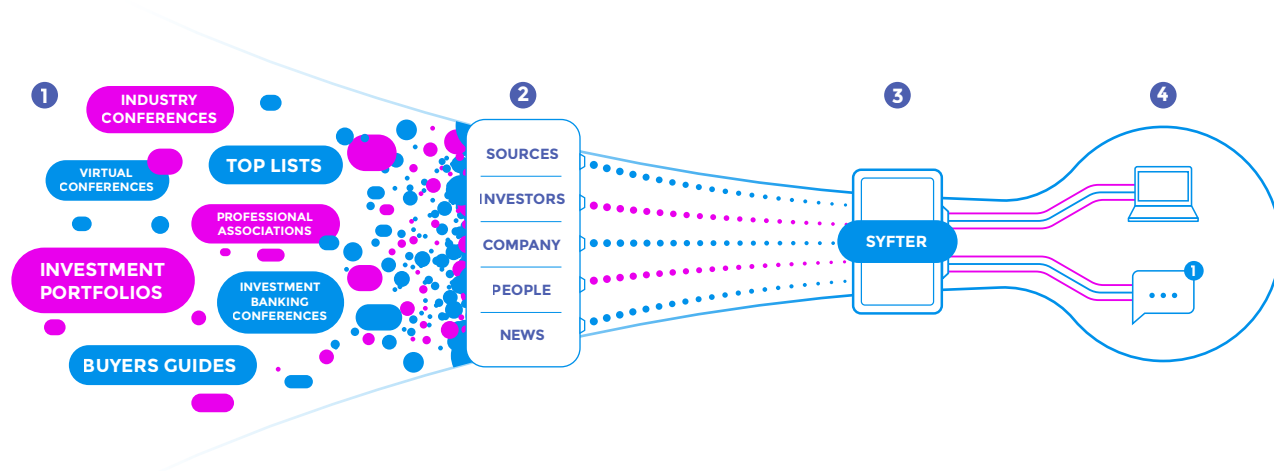 1
INDUSTRY
CONFERENCES
VIRTUAL
CONFERENCES
TOP LISTS
PROFESSIONAL
ASSOCIATIONS
INVESTMENT
PORTFOLIOS
INVESTMENT
BANKING
CONFERENCES
BUYERS GUIDES
2
SOURCES
INVESTORS
COMPANY
PEOPLE
NEWS
3
SYFTER
4
1